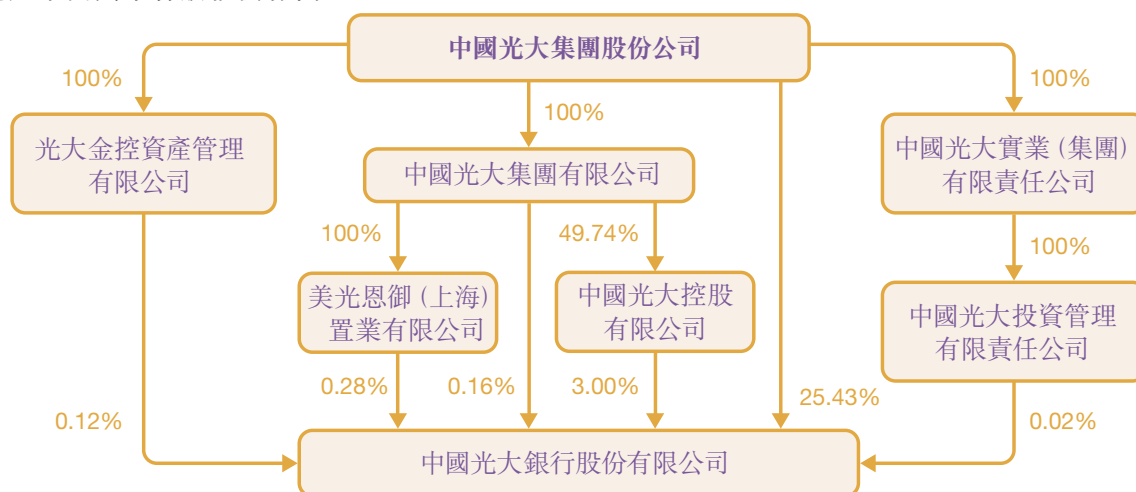 中國光大集團股份公司
100%
100%
100%
光大金控資產管理
有限公司
中國光大集團有限公司
中國光大實業（集團）
有限責任公司
100%
49.74%
100%
美光恩御（上海）
置業有限公司
中國光大控股
有限公司
中國光大投資管理
有限責任公司
0.12%
0.28%
0.16%
3.00%
25.43%
0.02%
中國光大銀行股份有限公司